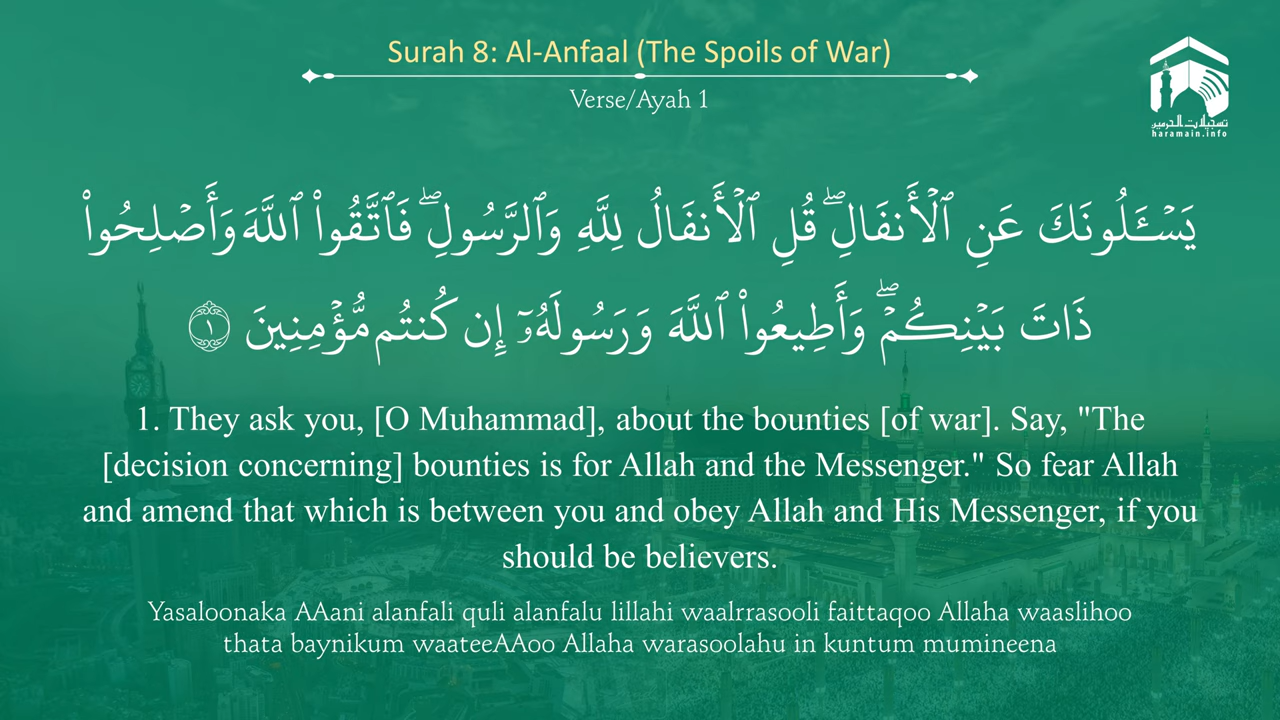 Surah 8: Al-Anfaal (The Spoils of War)
Verse/Ayah 1
تسجيلات الحرمين
haramain.info
يَسْـَٔلُونَكَ عَنِ ٱلْأَنفَالِ ۖ قُلِ ٱلْأَنفَالُ لِلَّهِ وَٱلرَّسُولِ ۖ فَٱتَّقُوا۟ ٱللَّهَ وَأَصْلِحُوا۟
ذَاتَ بَيْنِكُمْ ۖ وَأَطِيعُوا۟ ٱللَّهَ وَرَسُولَهُۥٓ إِن كُنتُم مُّؤْمِنِينَ ١
1. They ask you, [O Muhammad], about the bounties [of war]. Say, "The
[decision concerning] bounties is for Allah and the Messenger." So fear Allah
and amend that which is between you and obey Allah and His Messenger, if you
should be believers.
Yasaloonaka AAani alanfali quli alanfalu lillahi waalrrasooli faittaqoo Allaha waaslihoo
thata baynikum waateeAAoo Allaha warasoolahu in kuntum mumineena